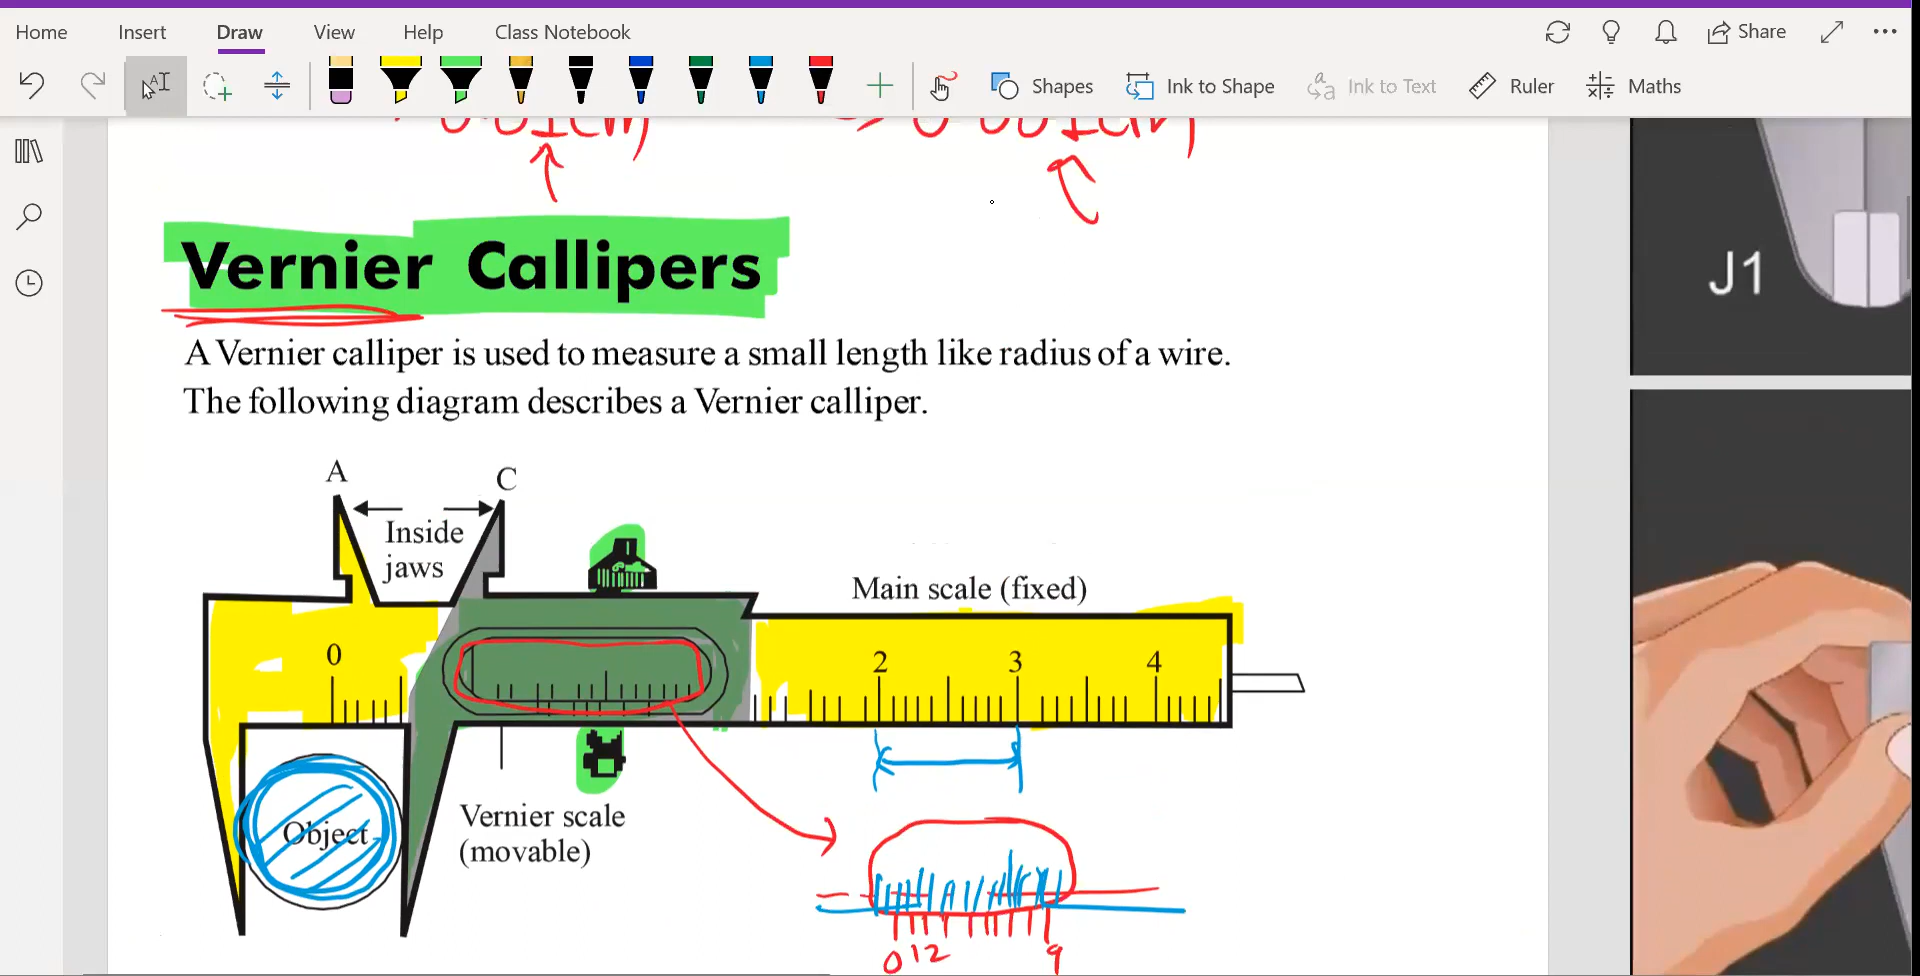 Home Insert Draw View Help Class Notebook Share
Shapes Ink to Shape Ink to Text Ruler Maths
Vernier Callipers
A Vernier calliper is used to measure a small length like radius of a wire.
The following diagram describes a Vernier calliper.
A C
Inside
jaws
Main scale (fixed)
0 2 3 4
Object
Vernier scale
(movable)
0 1 2 9
J1